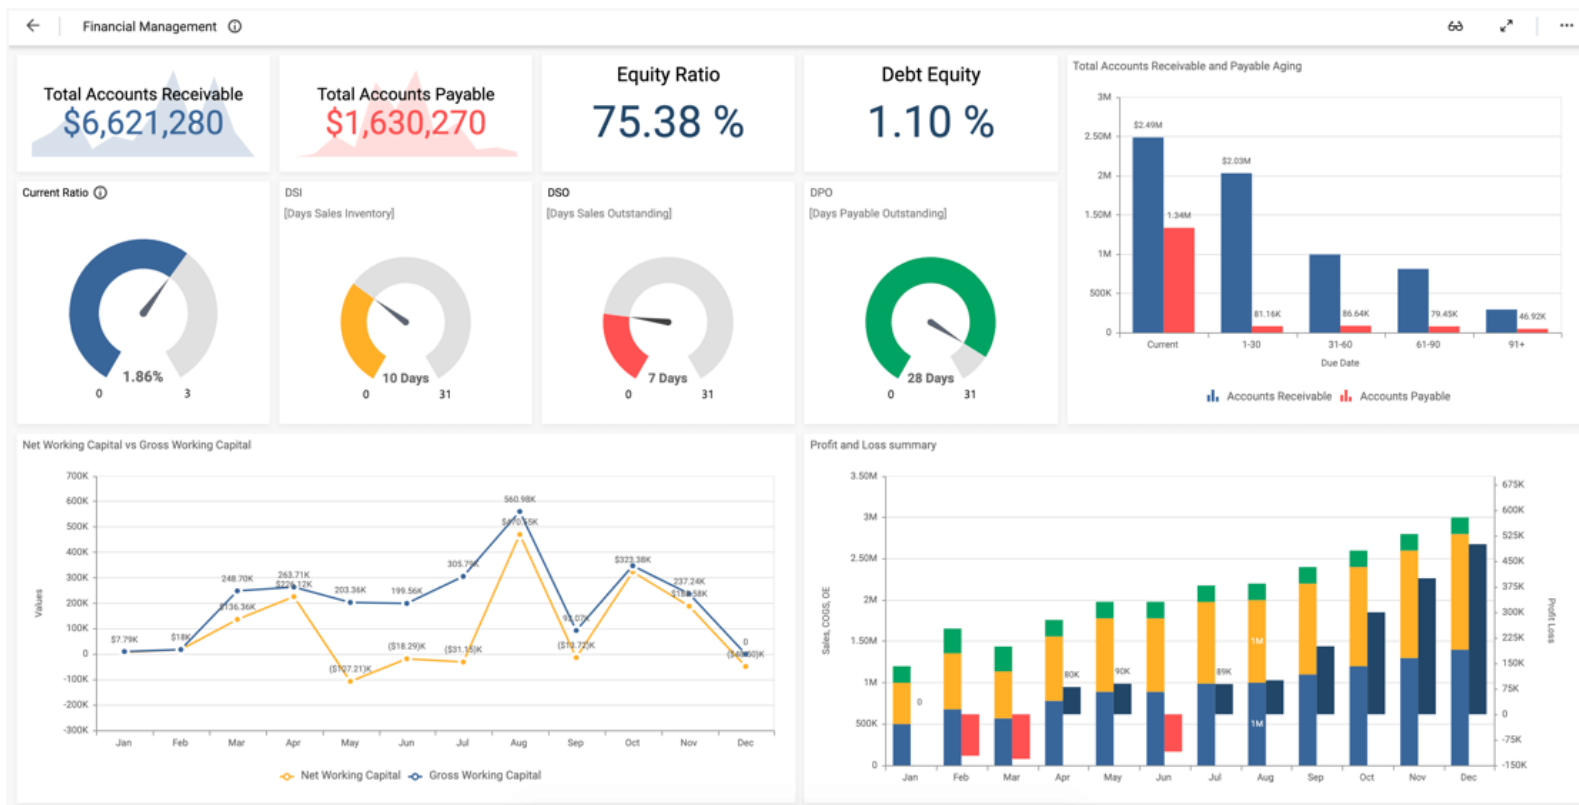 Financial Management
Total Accounts Receivable
$6,621,280
Total Accounts Payable
$1,630,270
Equity Ratio
75.38 %
Debt Equity
1.10 %
Total Accounts Receivable and Payable Aging
3M
2.50M
2M
1.50M
1M
500K
0
$2.49M
1.34M
$2.03M
81.16K
86.64K
79.45K
46.92K
Current
1-30
31-60
61-90
91+
Due Date
Accounts Receivable
Accounts Payable
Current Ratio
1.86%
0
3
DSI
[Days Sales Inventory]
10 Days
0
31
DSO
[Days Sales Outstanding]
7 Days
0
31
DPO
[Days Payable Outstanding]
28 Days
0
31
Net Working Capital vs Gross Working Capital
Values
700K
600K
500K
400K
300K
200K
100K
0
-100K
-200K
-300K
$7.79K
$18K
248.70K
$136.36K
263.71K
203.36K
199.56K
($18.29)K
560.98K
$323.38K
237.24K
0
Jan
Feb
Mar
Apr
May
Jun
Jul
Aug
Sep
Oct
Nov
Dec
Net Working Capital
Gross Working Capital
Profit and Loss summary
Sales, COGS, OE
3.50M
3M
2.50M
2M
1.50M
1M
500K
0
0
80K
90K
89K
1M
1M
Jan
Feb
Mar
Apr
May
Jun
Jul
Aug
Sep
Oct
Nov
Dec
675K
600K
525K
450K
375K
300K
225K
150K
75K
0
-75K
-150K
Profit Loss